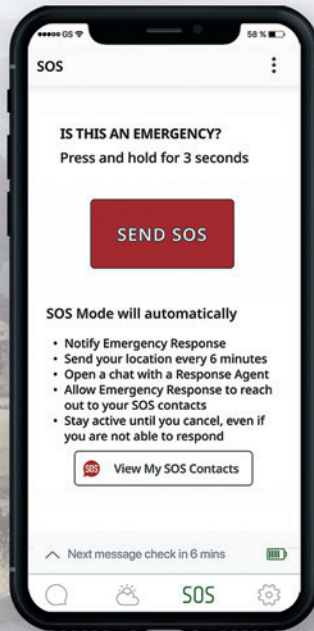 GS 58 %
SOS
IS THIS AN EMERGENCY?
Press and hold for 3 seconds
SEND SOS
SOS Mode will automatically
• Notify Emergency Response
• Send your location every 6 minutes
• Open a chat with a Response Agent
• Allow Emergency Response to reach
out to your SOS contacts
• Stay active until you cancel, even if
you are not able to respond
SOS View My SOS Contacts
Next message check in 6 mins
SOS